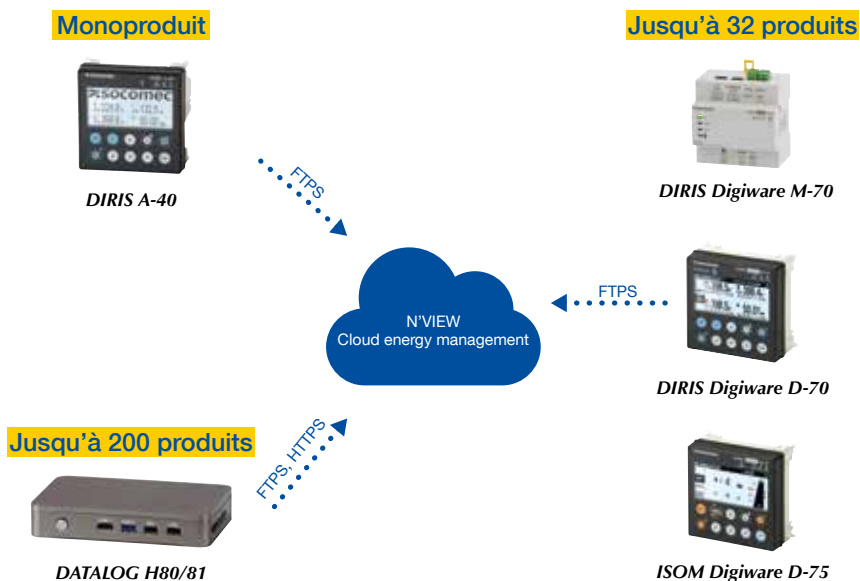 Monoproduit
Jusqu'à 32 produits
socomec
DIRIS A-40
FTPS
DIRIS Digiware M-70
N'VIEW
Cloud energy management
FTPS
DIRIS Digiware D-70
Jusqu'à 200 produits
FTPS, HTTPS
DATALOG H80/81
ISOM Digiware D-75